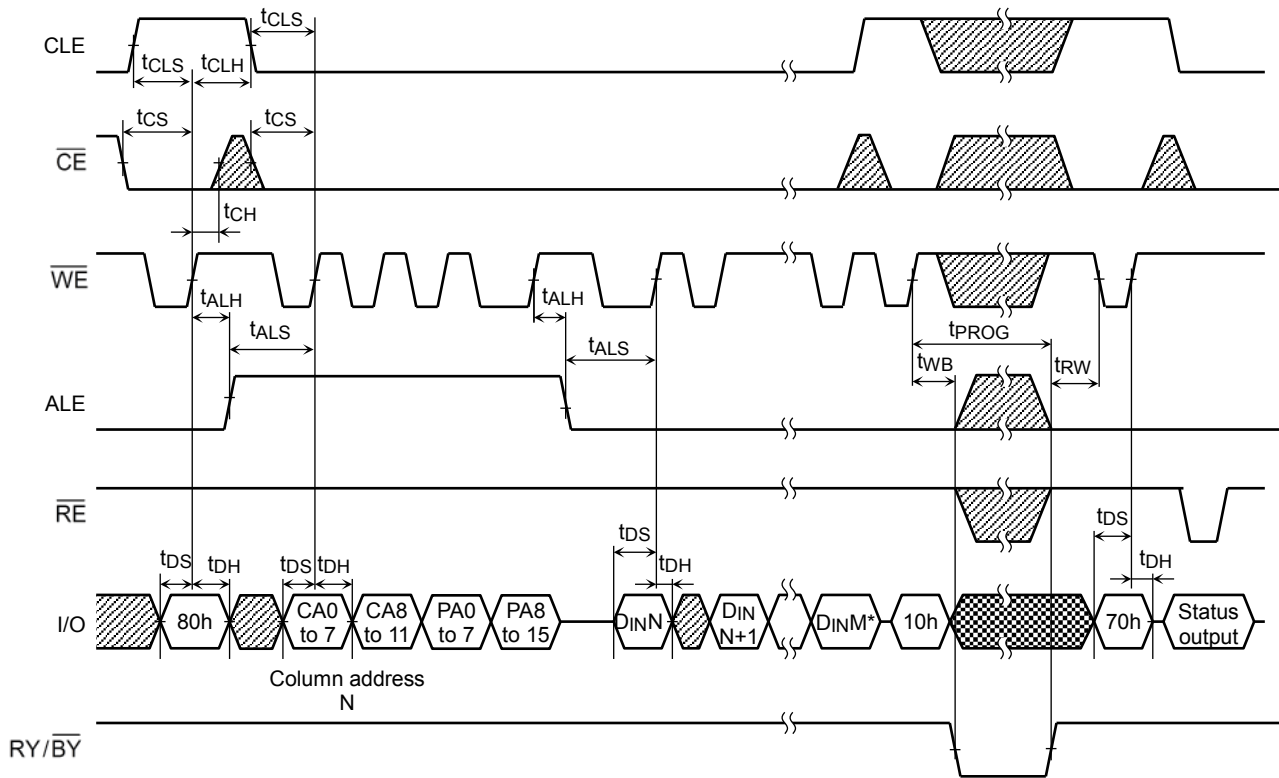 tCLS
CLE
tCLS tCLH
tCS tCS
CE
tCH
WE
tALH tALH
tPROG
tALS tALS
tWB tRW
ALE
RE
tDS tDS
tDS tDH tDS tDH tDH tDH
I/O 80h CA0 to 7 CA8 to 11 PA0 to 7 PA8 to 15 DINN DIN N+1 DINM* 10h 70h Status output
Column address
N
RY/BY